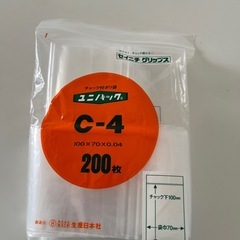 セイニチ グリップス
チャック付ポリ袋
ユニパック
C-4
100×70×0.04
200枚
チャック下100mm
袋巾70mm
生産日本社